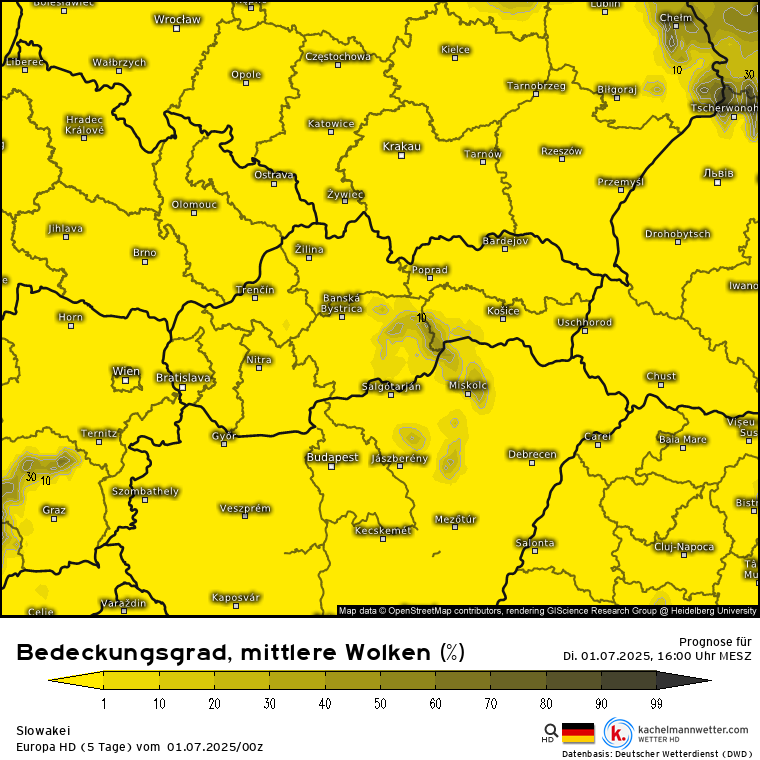 Bolesławiec
Lublin
Wrocław
Chełm
Kielce
Liberec
Wałbrzych
Częstochowa
10
30
Opole
Tarnobrzeg
Biłgoraj
Tscherwonoh
Hradec
Králové
Katowice
Krakau
Tarnów
Rzeszów
Львів
Ostrava
Przemyśl
Żywiec
Olomouc
Jihlava
Drohobytsch
Bardejov
Brno
Žilina
Poprad
Iwano
Trenčín
Banská
Bystrica
Horn
10
Košice
Uschhorod
Nitra
Wien
Bratislava
Chust
Salgótarján
Miskolc
Vișeu
Sus
Ternitz
Győr
Carei
Baia Mare
Budapest
Jászberény
Debrecen
30 10
Szombathely
Graz
Veszprém
Bistr
Mezőtúr
Kecskemét
Salonta
Cluj-Napoca
Tâ
Mu
Kaposvár
Varaždin
Celje
Map data © OpenStreetMap contributors, rendering GIScience Research Group @ Heidelberg University
Bedeckungsgrad, mittlere Wolken (%)
Prognose für
Di. 01.07.2025, 16:00 Uhr MESZ
1 10 20 30 40 50 60 70 80 90 99
Slowakei
Europa HD (5 Tage) vom 01.07.2025/00z
HD
k.
kachelmannwetter.com
WETTER HD
Datenbasis: Deutscher Wetterdienst (DWD)